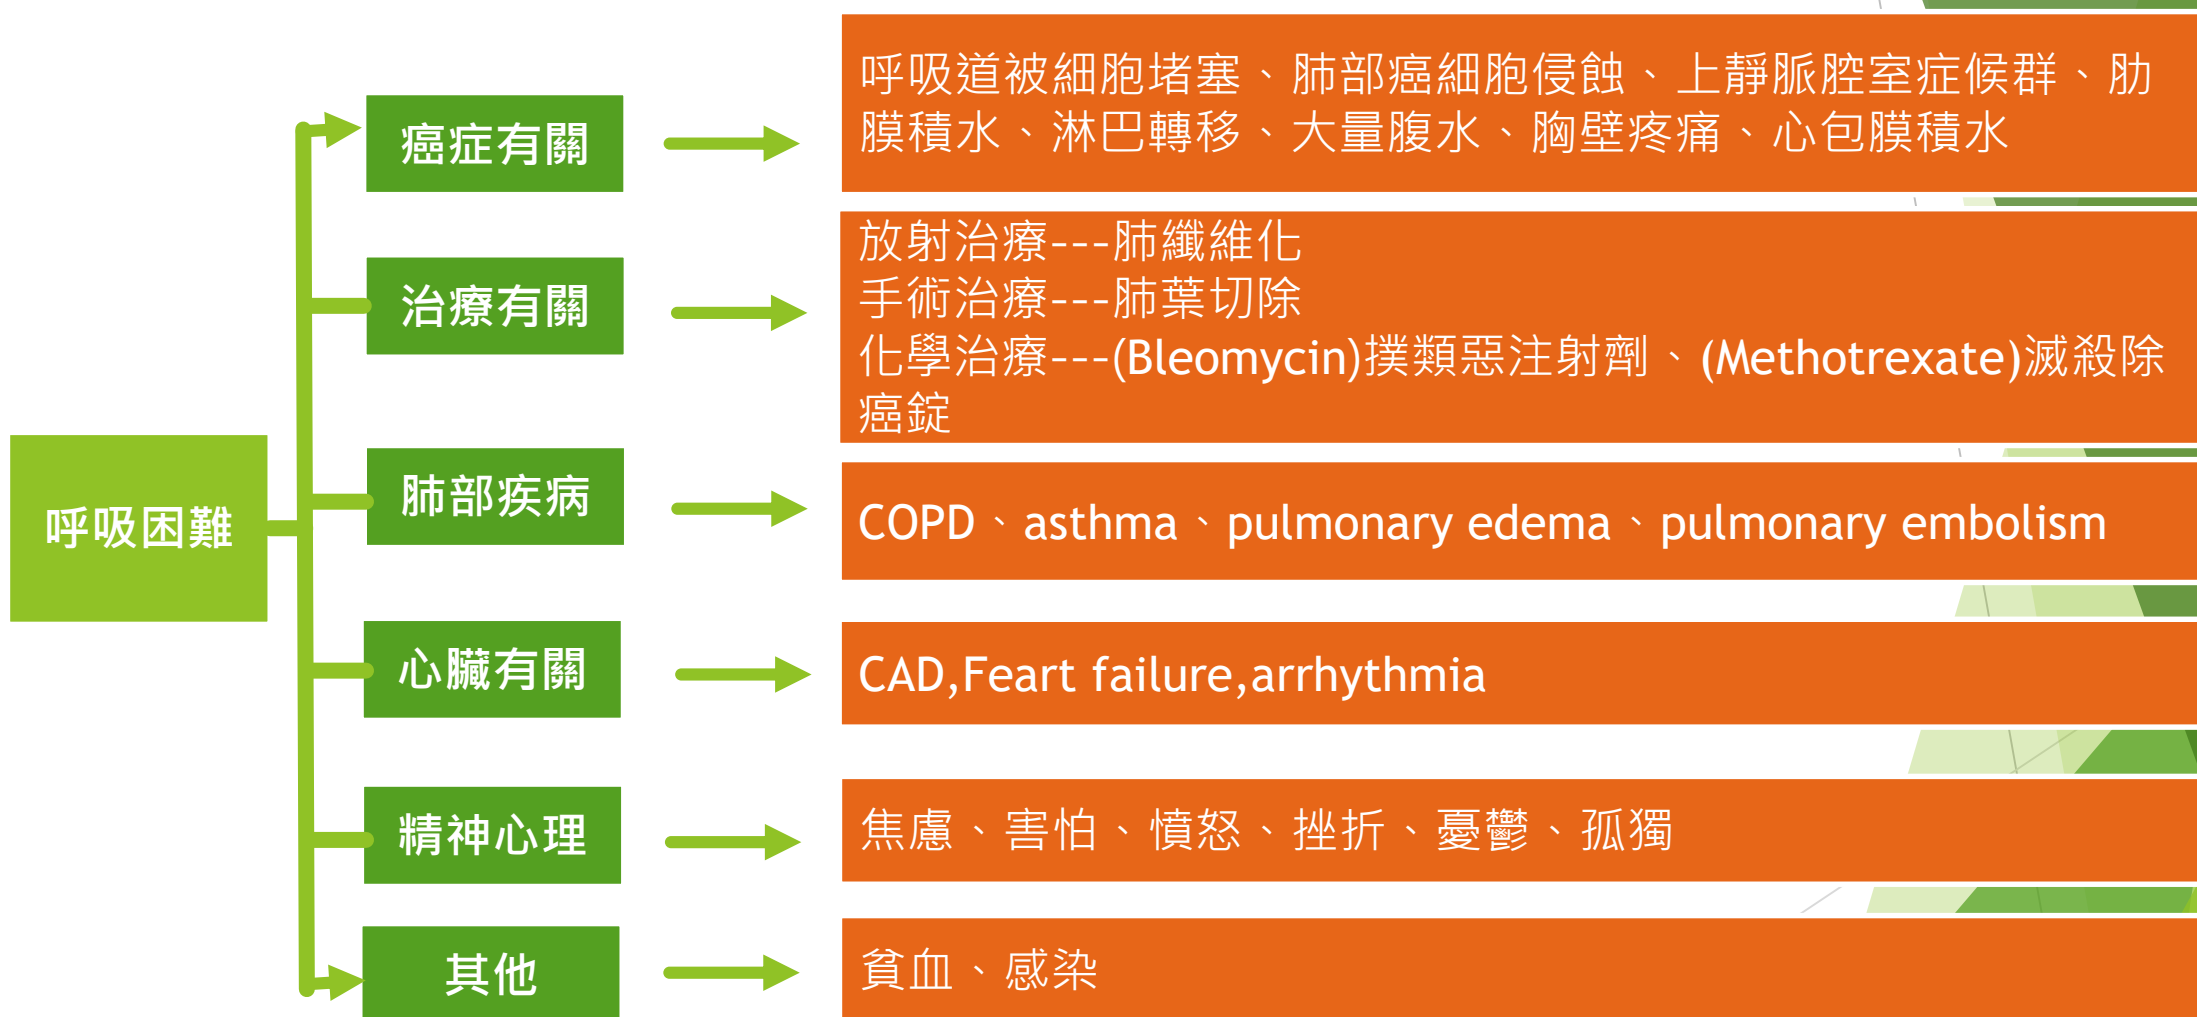 癌症有關
呼吸道被細胞堵塞、肺部癌細胞侵蝕、上靜脈腔室症候群、肋
膜積水、淋巴轉移、大量腹水、胸壁疼痛、心包膜積水
治療有關
放射治療---肺纖維化
手術治療---肺葉切除
化學治療---(Bleomycin)撲類惡注射劑、(Methotrexate)滅殺除
癌錠
呼吸困難
肺部疾病
COPD、asthma、pulmonary edema、pulmonary embolism
心臟有關
CAD,Feart failure,arrhythmia
精神心理
焦慮、害怕、憤怒、挫折、憂鬱、孤獨
其他
貧血、感染